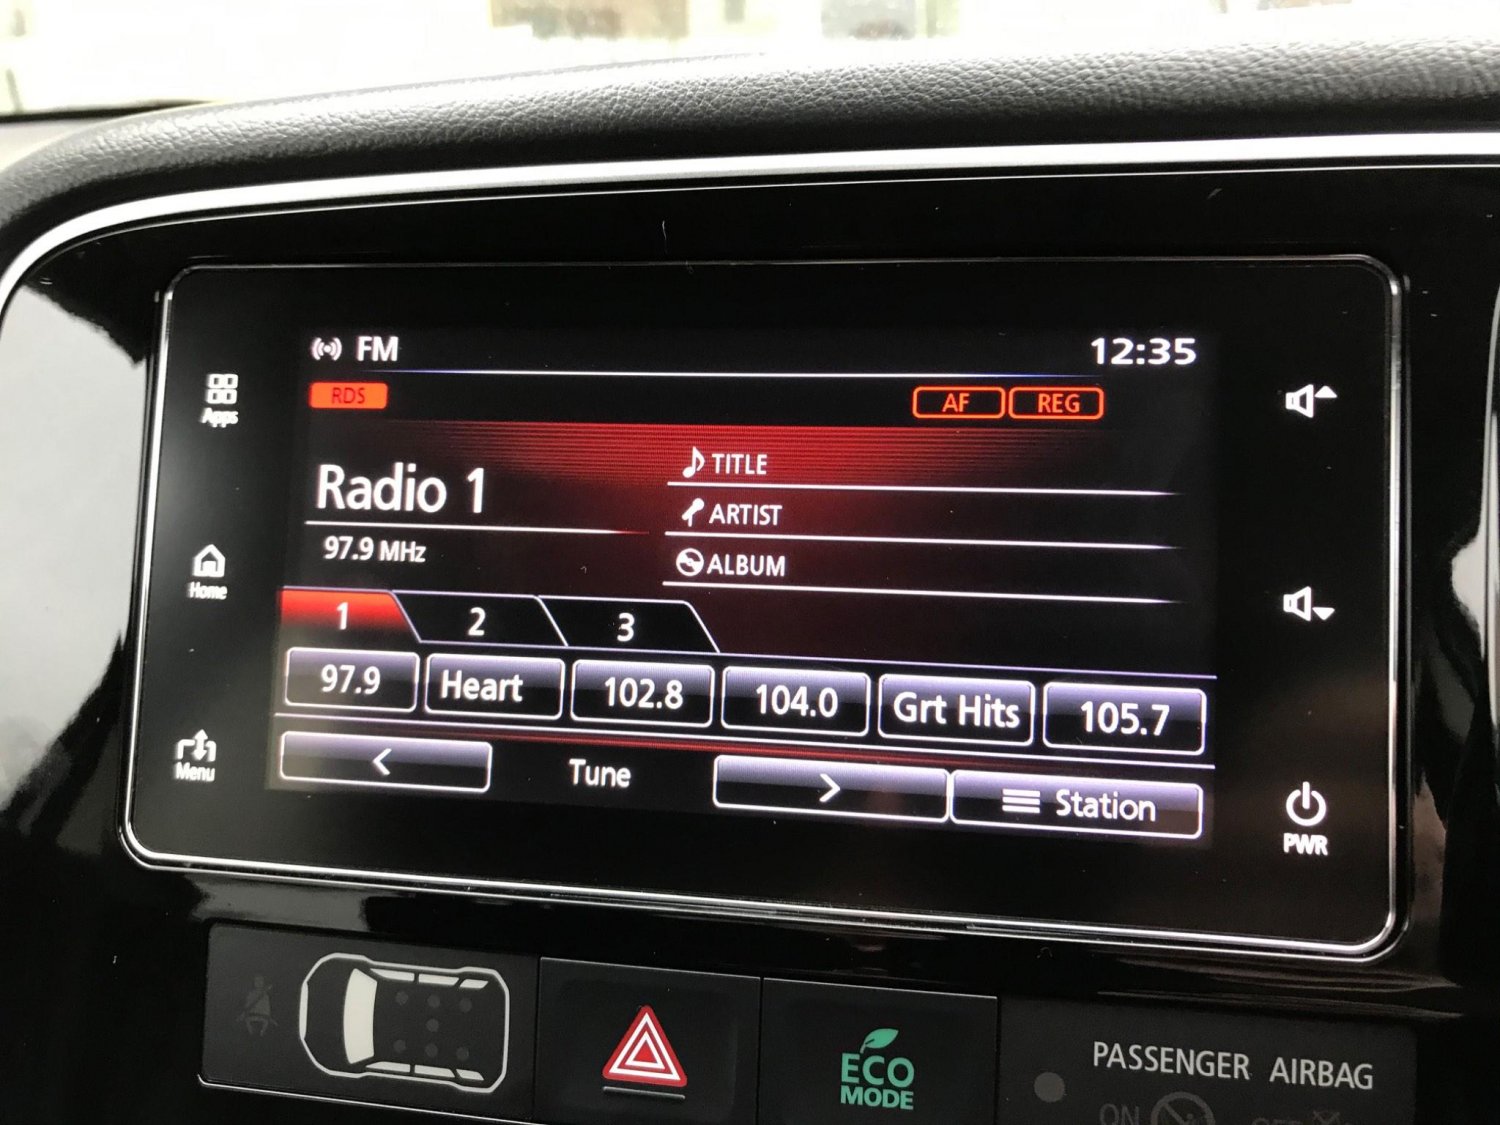 FM 12:35
RDS AF REG
Apps
Radio 1
TITLE
97.9 MHz
ARTIST
ALBUM
Home
1 2 3
97.9 Heart 102.8 104.0 Grt Hits 105.7
Menu
< Tune > Station
PWR
ECO
MODE
PASSENGER AIRBAG
ON